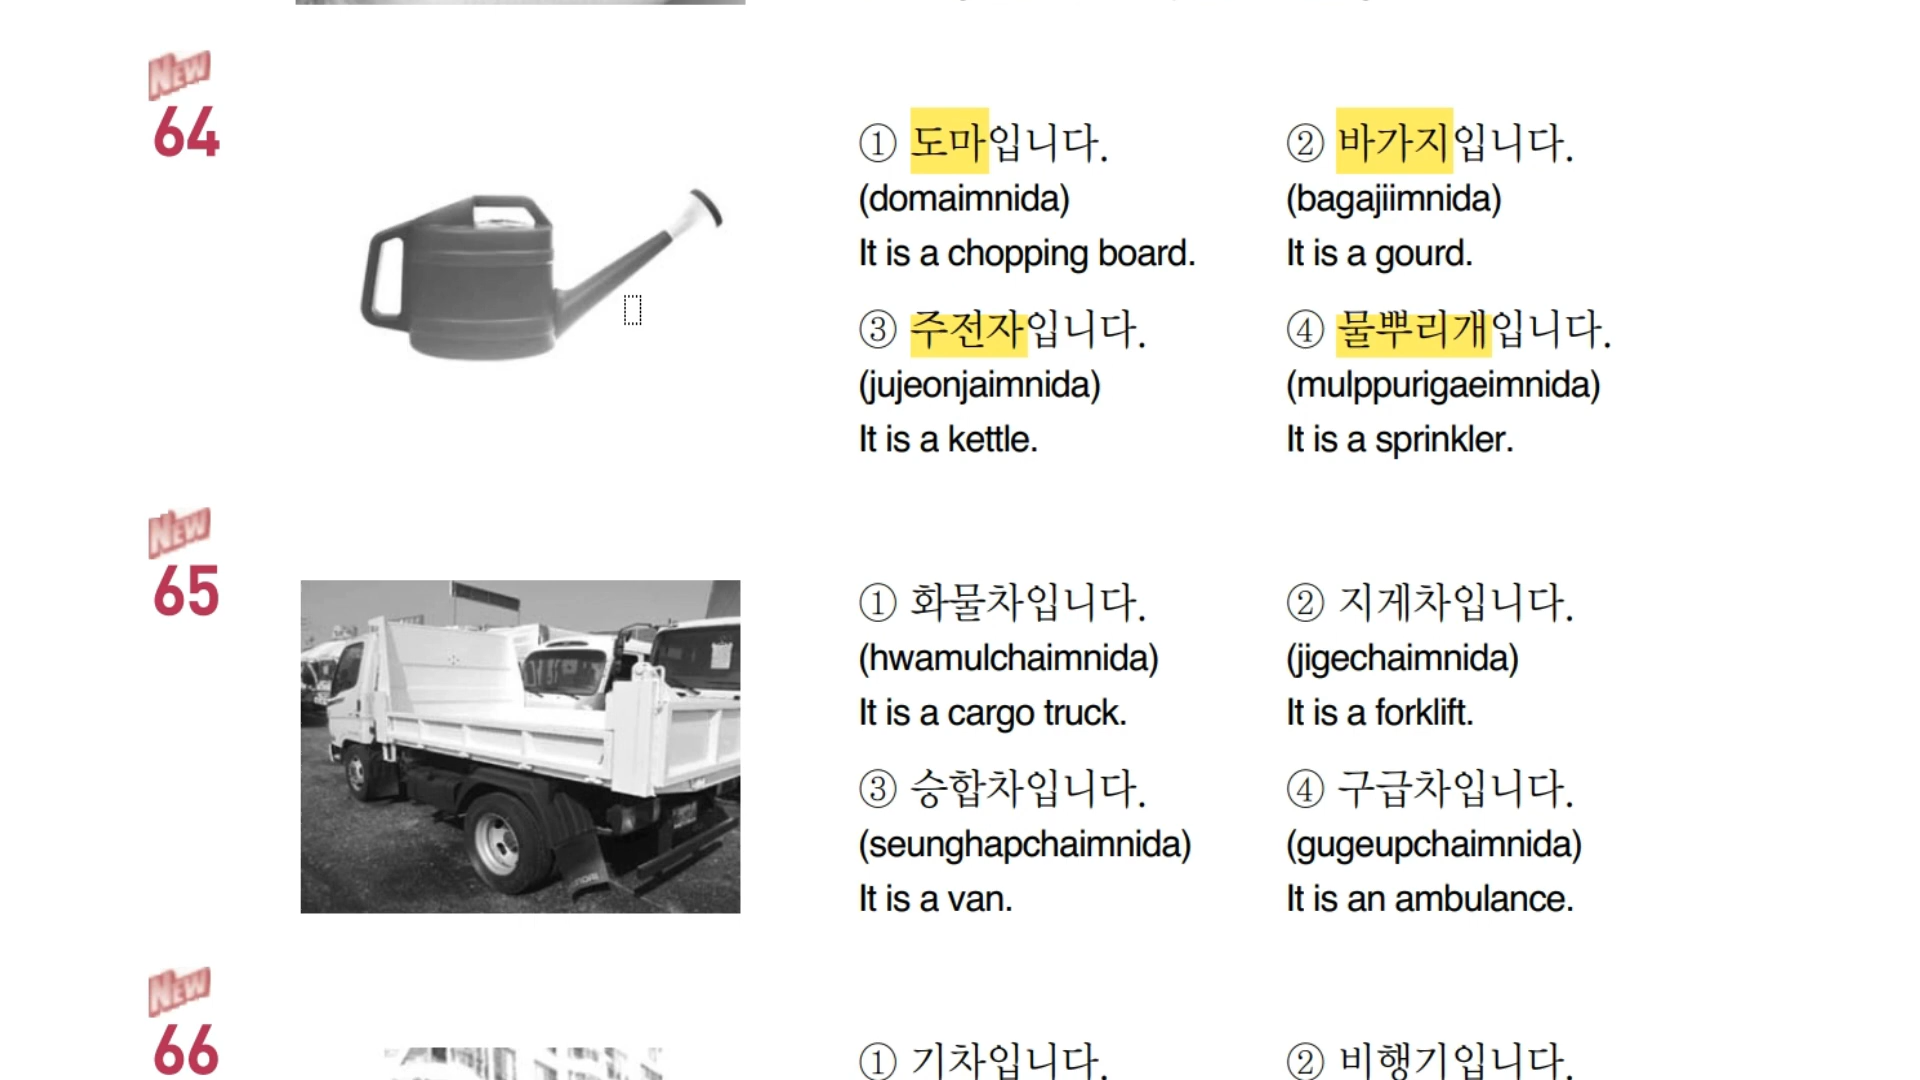 NEW
64
① 도마입니다.
(domaimnida)
It is a chopping board.
② 바가지입니다.
(bagajiimnida)
It is a gourd.
③ 주전자입니다.
(jujeonjaimnida)
It is a kettle.
④ 물뿌리개입니다.
(mulppurigaeimnida)
It is a sprinkler.
NEW
65
① 화물차입니다.
(hwamulchaimnida)
It is a cargo truck.
② 지게차입니다.
(jigechaimnida)
It is a forklift.
③ 승합차입니다.
(seunghapchaimnida)
It is a van.
④ 구급차입니다.
(gugeupchaimnida)
It is an ambulance.
NEW
66
① 기차입니다.
② 비행기입니다.